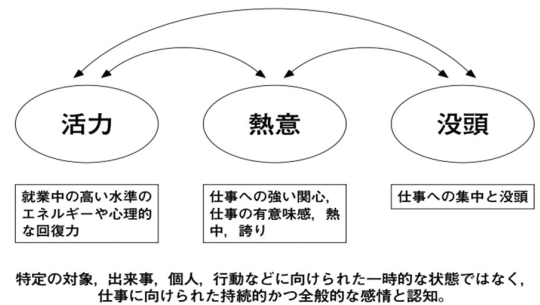 活力
熱意
没頭
就業中の高い水準の
エネルギーや心理的
な回復力
仕事への強い関心,
仕事の有意味感, 熱
中, 誇り
仕事への集中と没頭
特定の対象, 出来事, 個人, 行動などに向けられた一時的な状態ではなく,
仕事に向けられた持続的かつ全般的な感情と認知。